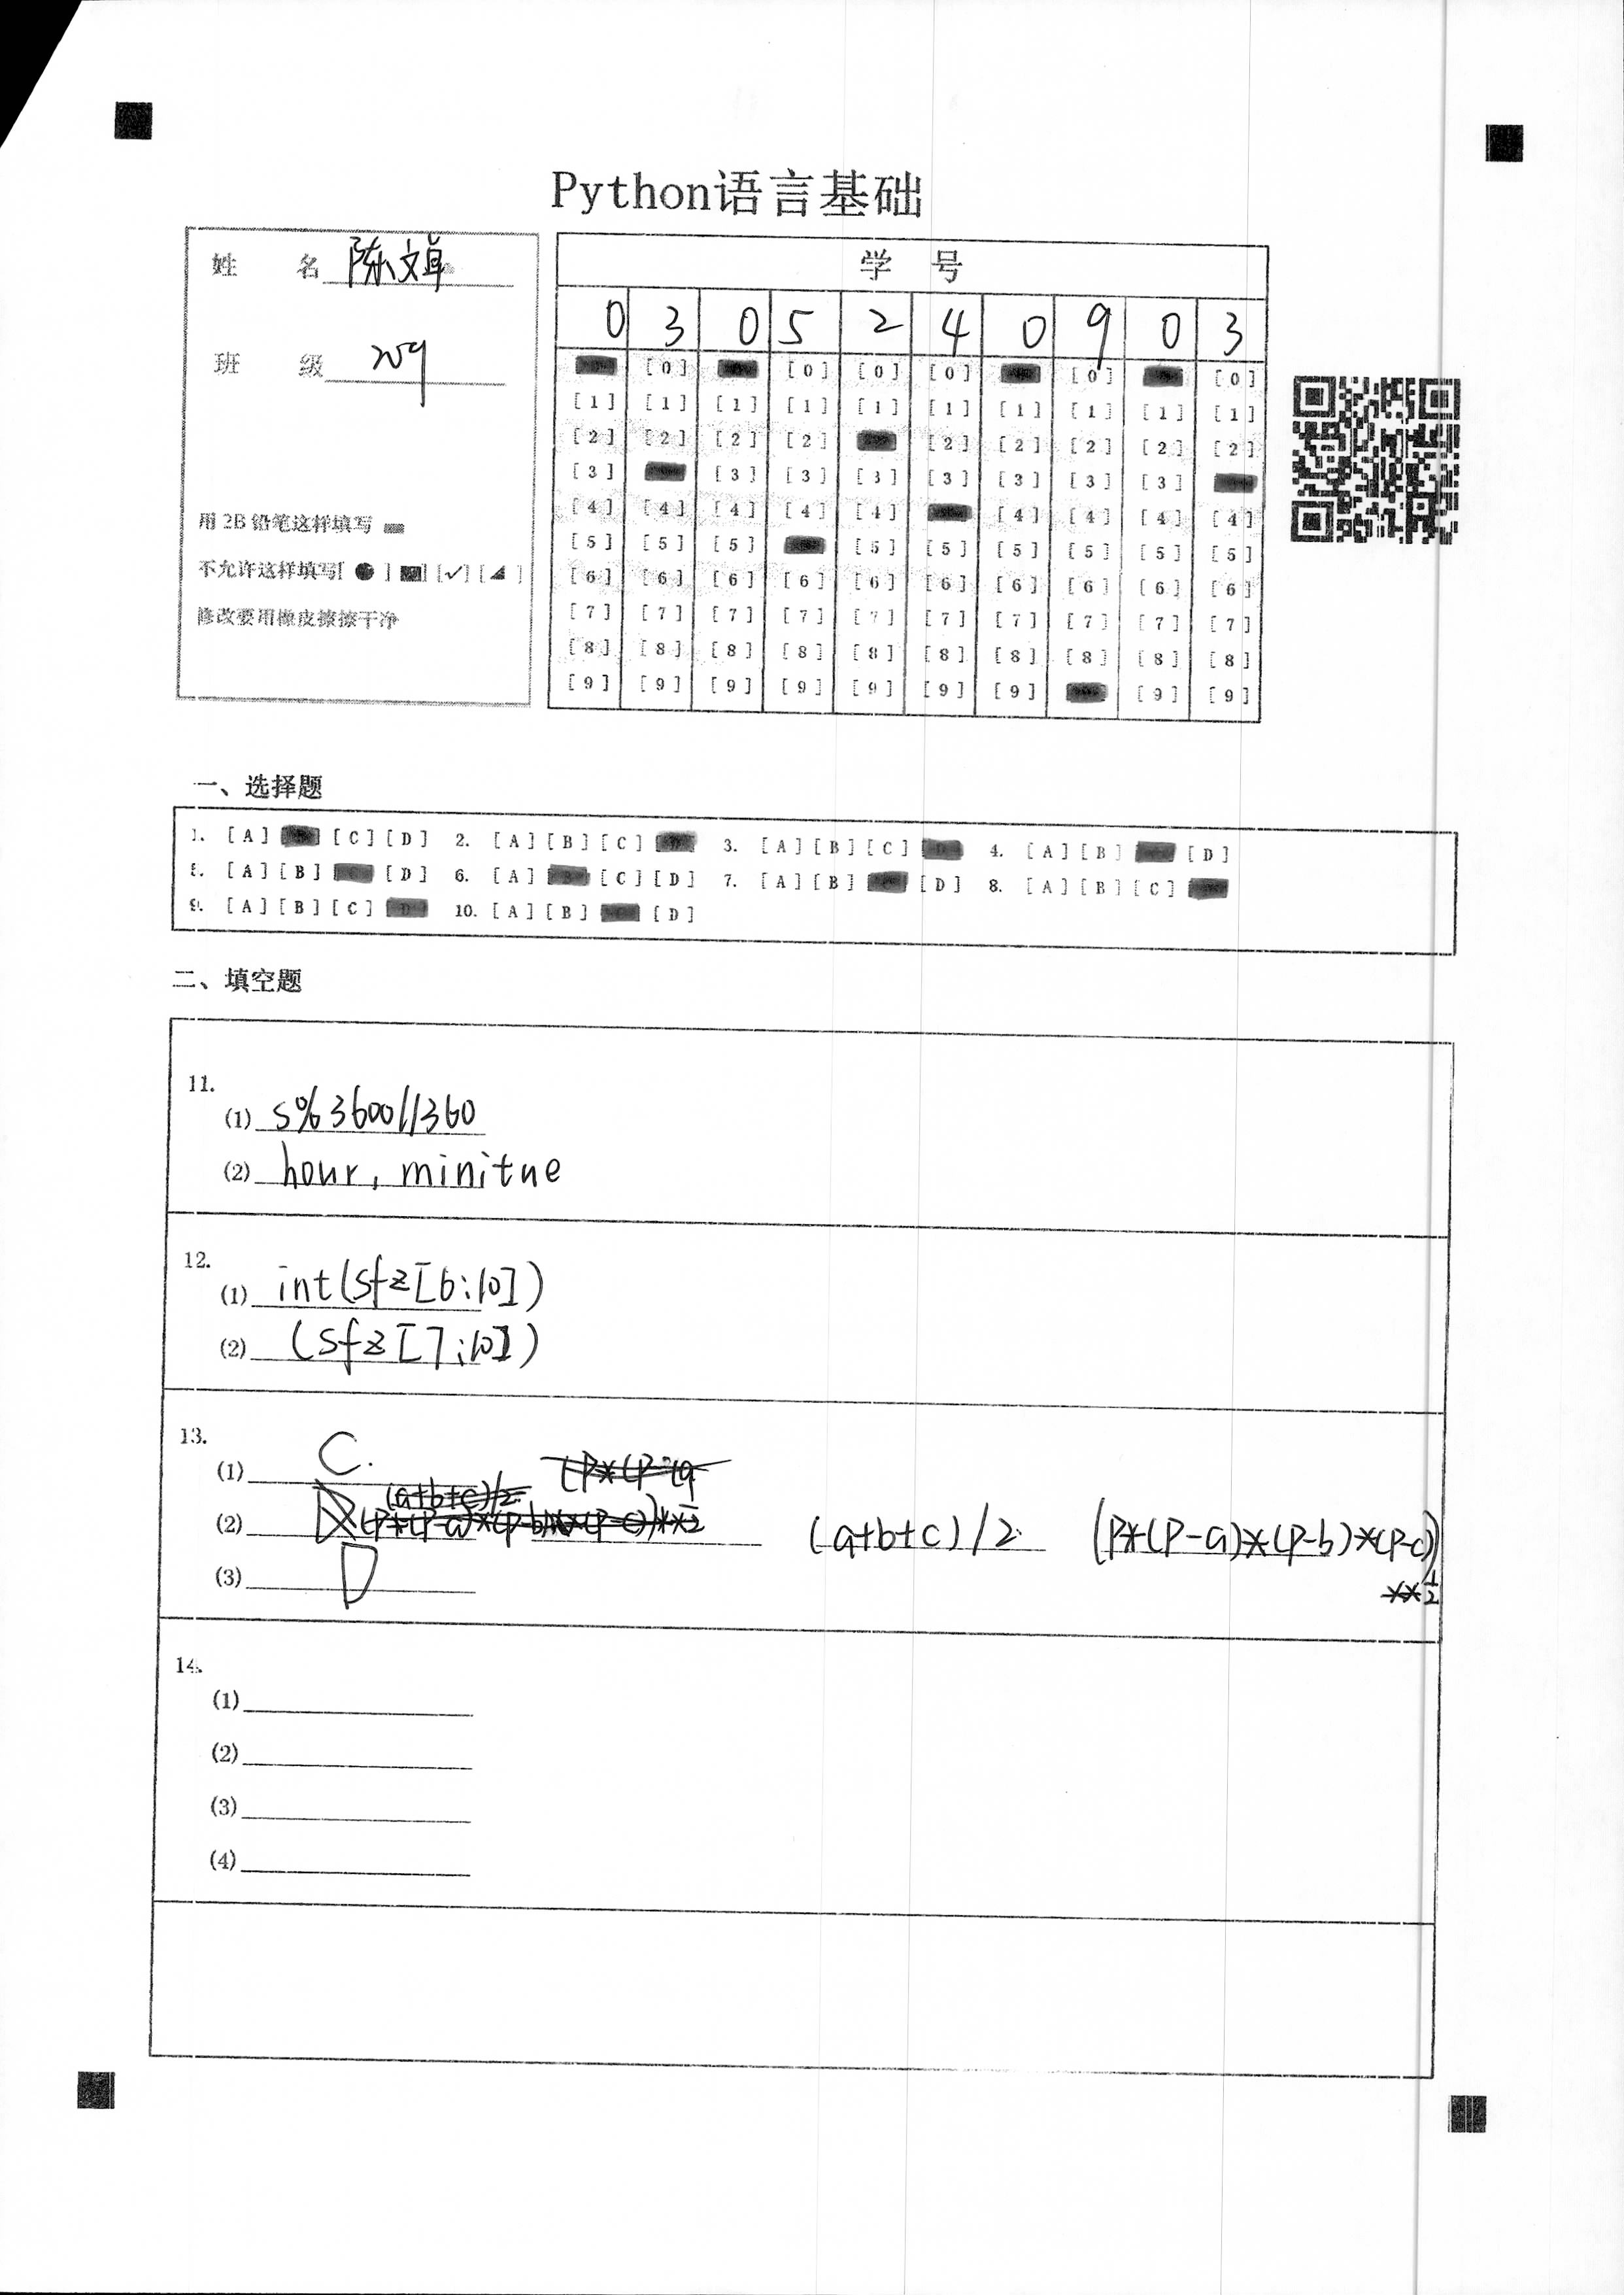 Python语言基础
姓 名 陈文卓
班 级 209
用 2B 铅笔这样填写
不允许这样填写[ ● ] [■] [✓] [◢ ]
修改要用橡皮擦擦干净
学 号
0 3 0 5 2 4 0 9 0 3
[0] [0] [0] [0] [0] [0]
[1] [1] [1] [1] [1] [1] [1] [1] [1] [1]
[2] [2] [2] [2] [2] [2] [2] [2] [2]
[3] [3] [3] [3] [3] [3] [3] [3]
[4] [4] [4] [4] [4] [4] [4] [4] [4]
[5] [5] [5] [5] [5] [5] [5] [5] [5]
[6] [6] [6] [6] [6] [6] [6] [6] [6] [6]
[7] [7] [7] [7] [7] [7] [7] [7] [7] [7]
[8] [8] [8] [8] [8] [8] [8] [8] [8] [8]
[9] [9] [9] [9] [9] [9] [9] [9] [9]
一、选择题
1. [A] [C] [D] 2. [A] [B] [C] 3. [A] [B] [C] 4. [A] [B] [D]
5. [A] [B] [D] 6. [A] [C] [D] 7. [A] [B] [D] 8. [A] [B] [C]
9. [A] [B] [C] 10. [A] [B] [D]
二、填空题
11.
(1) s%3600//360
(2) hour, minitue
12.
(1) int(sfz[6:10])
(2) (sfz[7:10])
13.
(1) C.
(2) (a+b+c)/2 (P*(P-a)*(P-b)*(P-c))**1/2
(3) D
14.
(1)
(2)
(3)
(4)